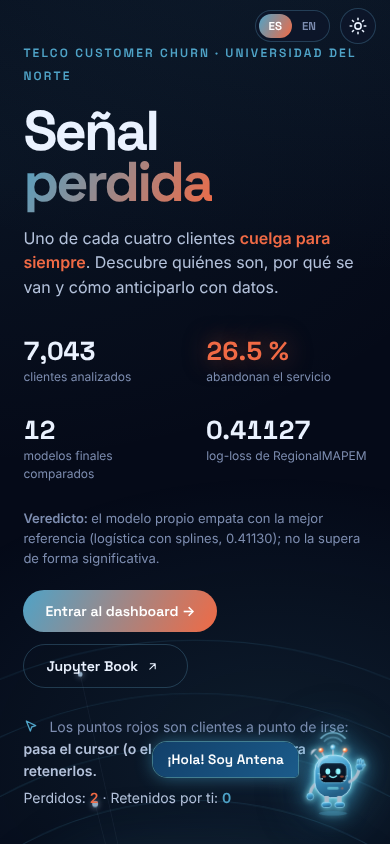 ES EN
TELCO CUSTOMER CHURN · UNIVERSIDAD DEL
NORTE
Señal
perdida
Uno de cada cuatro clientes cuelga para
siempre. Descubre quiénes son, por qué se
van y cómo anticiparlo con datos.
7,043 26.5 %
clientes analizados abandonan el servicio
12 0.41127
modelos finales log-loss de RegionalMAPEM
comparados
Veredicto: el modelo propio empata con la mejor
referencia (logística con splines, 0.41130); no la supera
de forma significativa.
Entrar al dashboard →
Jupyter Book ↗
Los puntos rojos son clientes a punto de irse:
pasa el cursor (o el
¡Hola! Soy Antena
retenerlos.
Perdidos: 2 · Retenidos por ti: 0